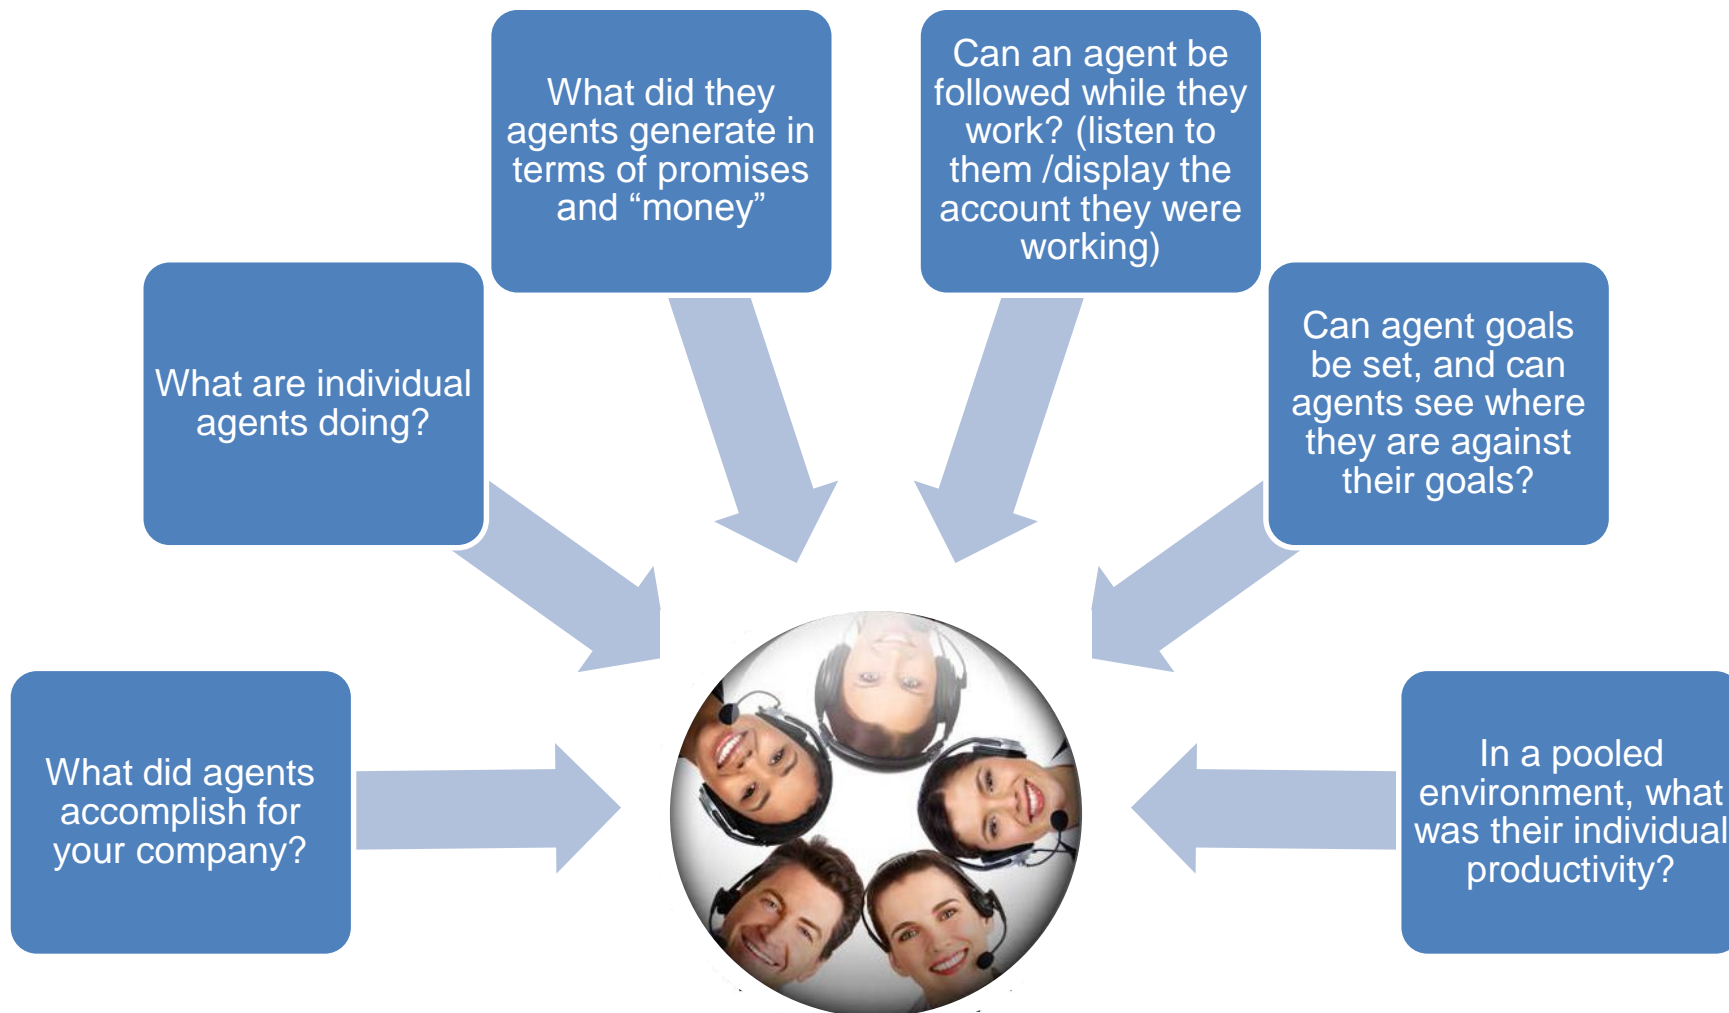 What did agents
accomplish for
your company?
What are individual
agents doing?
What did they
agents generate in
terms of promises
and “money”
Can an agent be
followed while they
work? (listen to
them /display the
account they were
working)
Can agent goals
be set, and can
agents see where
they are against
their goals?
In a pooled
environment, what
was their individual
productivity?